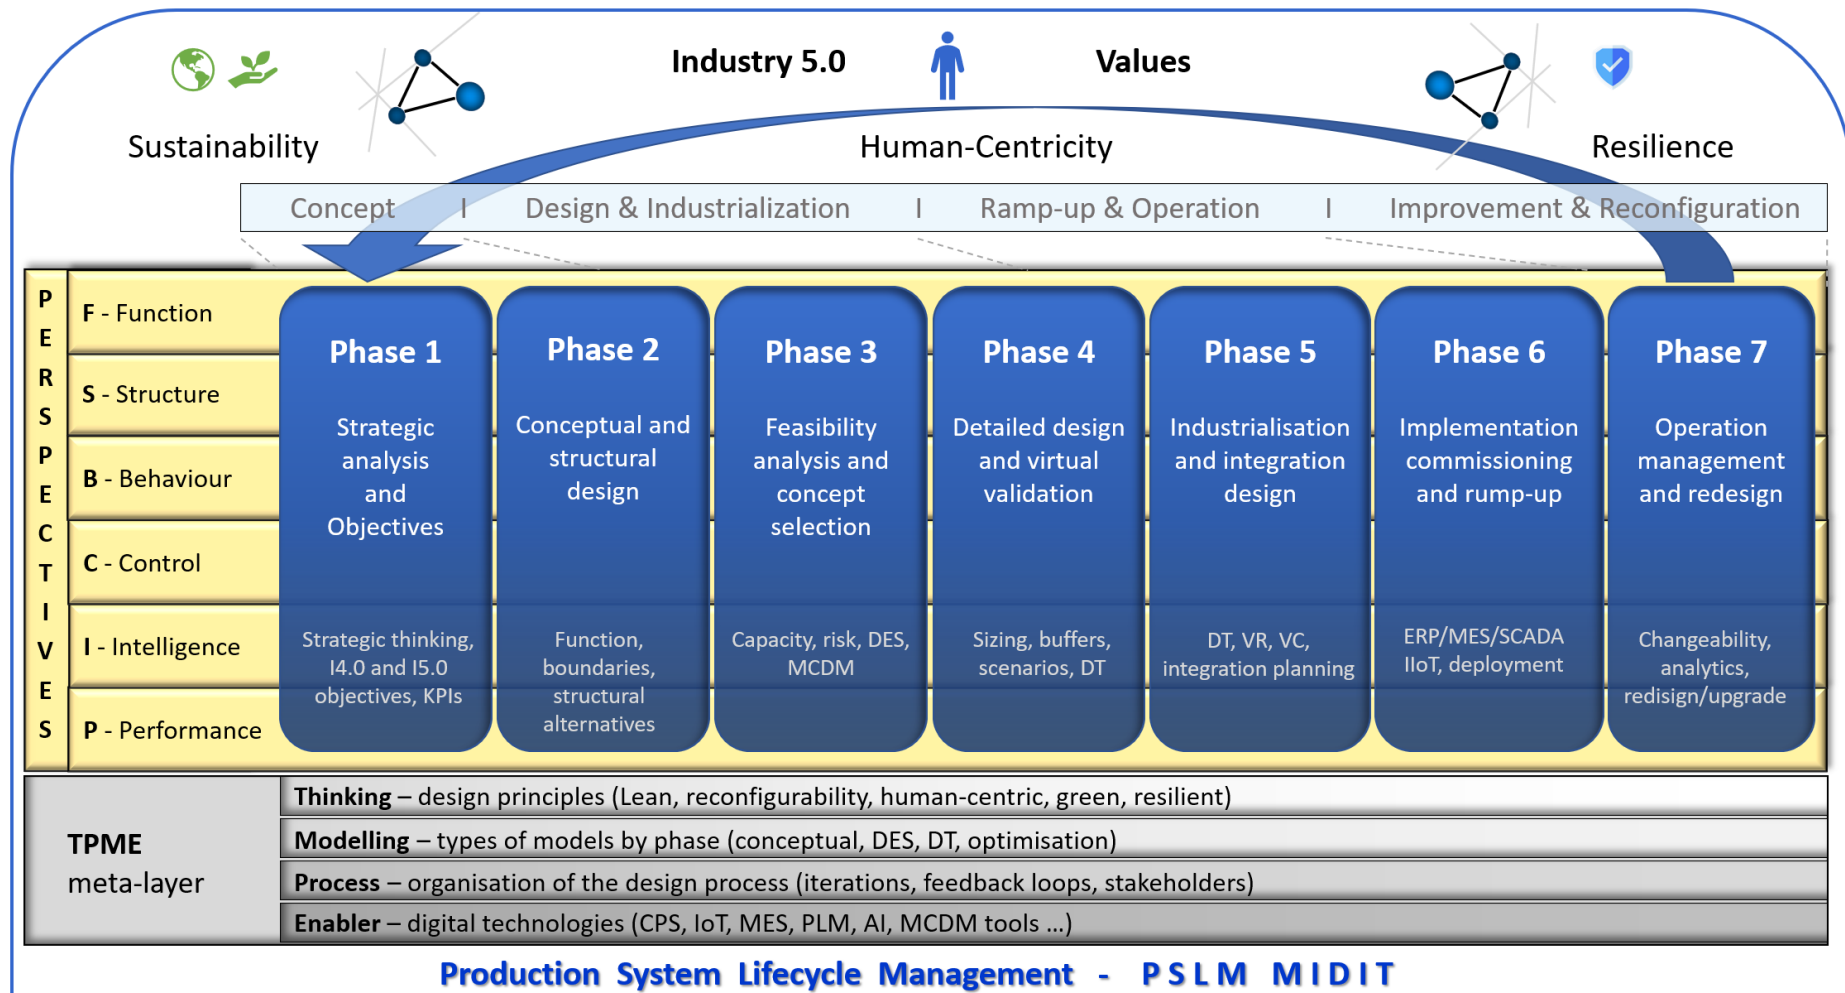 Industry 5.0 Values
Sustainability
Human-Centricity
Resilience
Concept I Design & Industrialization I Ramp-up & Operation I Improvement & Reconfiguration
PERSPECTIVES
F - Function
S - Structure
B - Behaviour
C - Control
I - Intelligence
P - Performance
Phase 1
Strategic
analysis
and
Objectives
Strategic thinking,
I4.0 and I5.0
objectives, KPIs
Phase 2
Conceptual and
structural
design
Function,
boundaries,
structural
alternatives
Phase 3
Feasibility
analysis and
concept
selection
Capacity, risk, DES,
MCDM
Phase 4
Detailed design
and virtual
validation
Sizing, buffers,
scenarios, DT
Phase 5
Industrialisation
and integration
design
DT, VR, VC,
integration planning
Phase 6
Implementation
commissioning
and rump-up
ERP/MES/SCADA
IIoT, deployment
Phase 7
Operation
management
and redesign
Changeability,
analytics,
redisign/upgrade
TPME
meta-layer
Thinking – design principles (Lean, reconfigurability, human-centric, green, resilient)
Modelling – types of models by phase (conceptual, DES, DT, optimisation)
Process – organisation of the design process (iterations, feedback loops, stakeholders)
Enabler – digital technologies (CPS, IoT, MES, PLM, AI, MCDM tools ...)
Production System Lifecycle Management - PSLM MIDIT